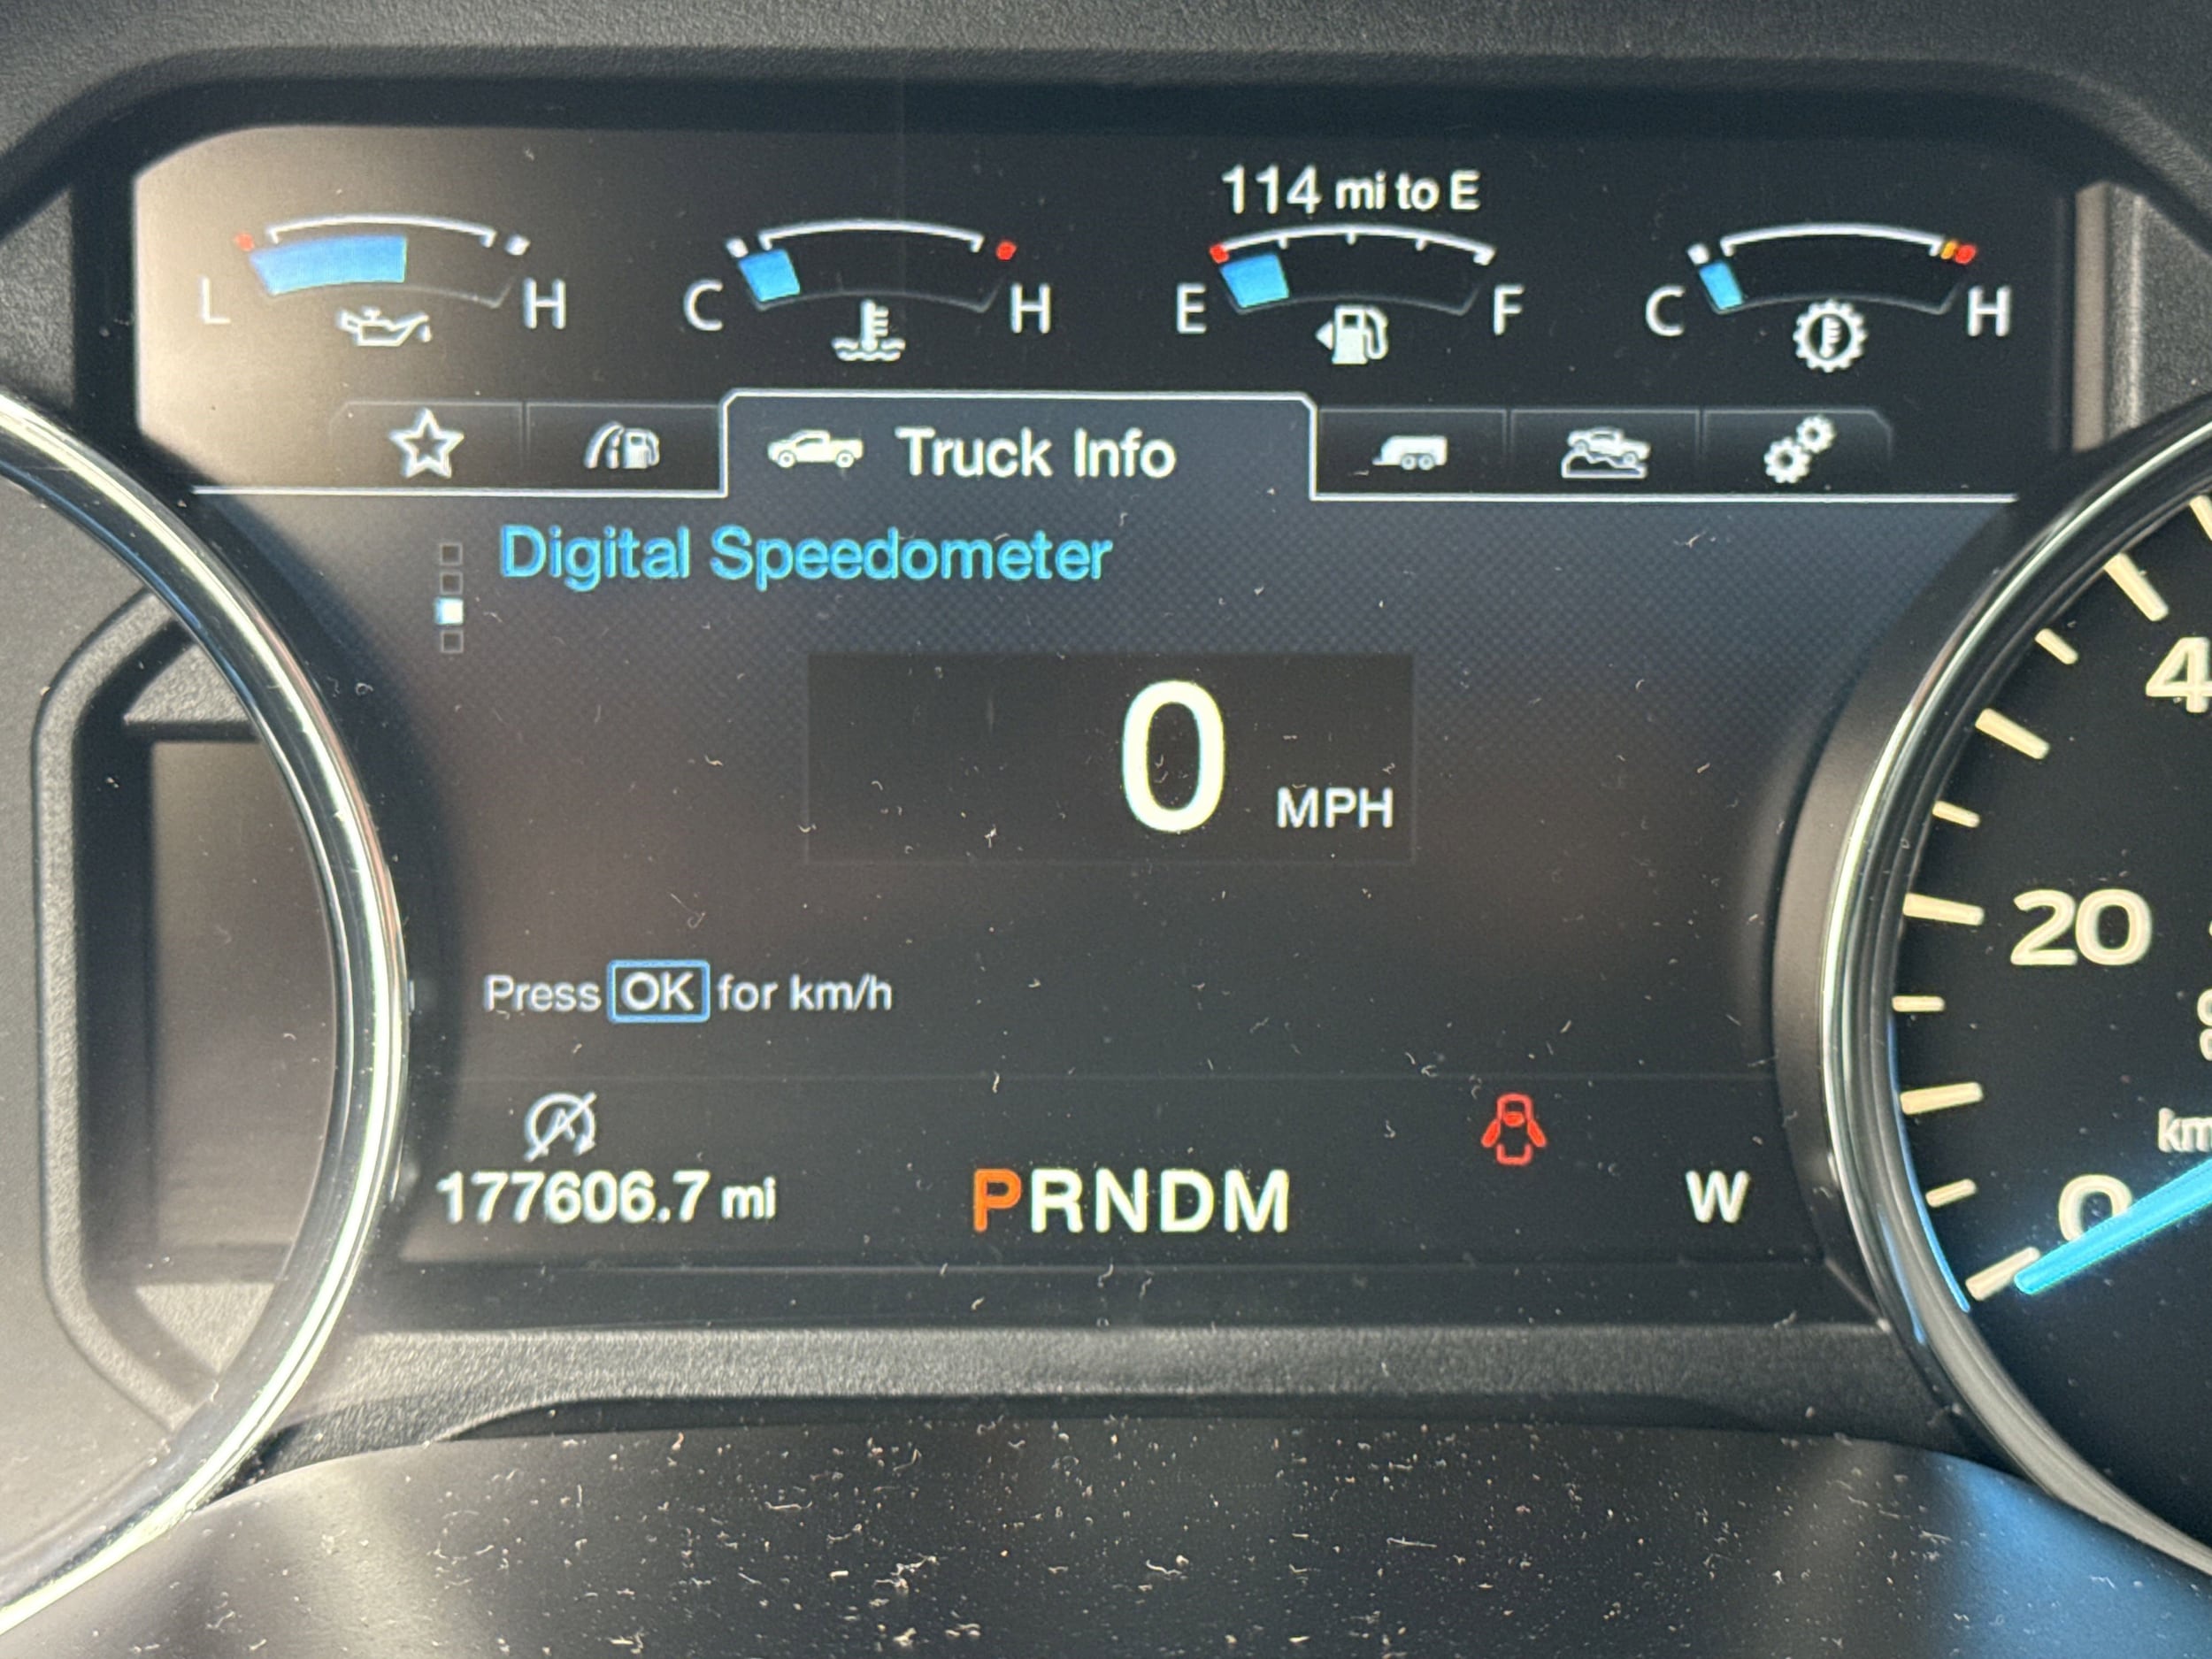 114 mi to E
L H C H E F C H
Truck Info
Digital Speedometer
0 MPH
Press OK for km/h
177606.7 mi
PRNDM
W
20
0